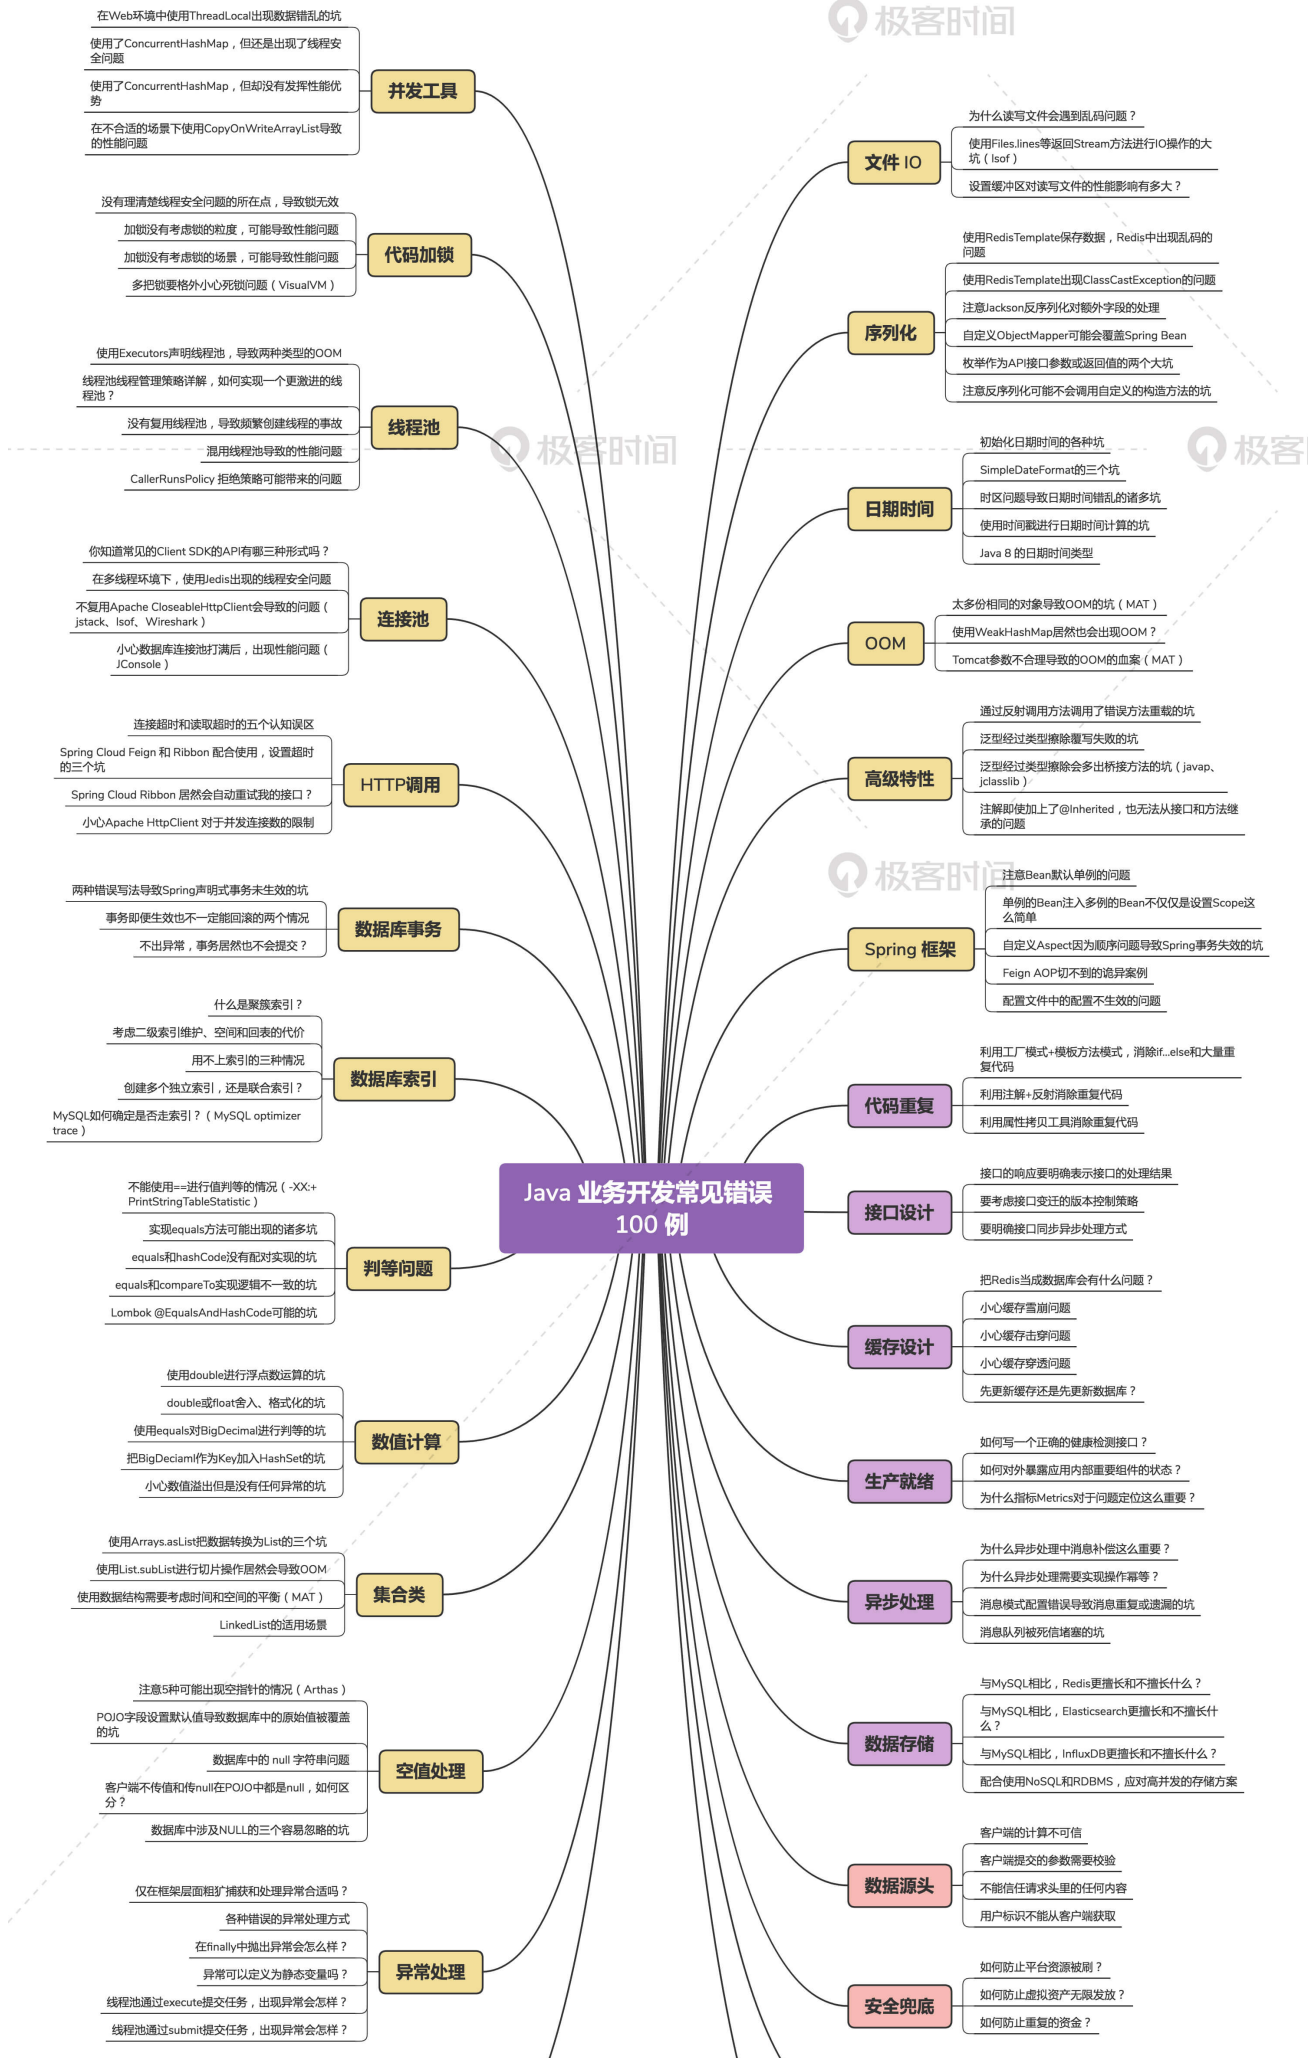 在Web环境中使用ThreadLocal出现数据错乱的坑
使用了ConcurrentHashMap，但还是出现了线程安
全问题
使用了ConcurrentHashMap，但却没有发挥性能优
势
在不合适的场景下使用CopyOnWriteArrayList导致
的性能问题
并发工具
没有理清楚线程安全问题的所在点，导致锁无效
加锁没有考虑锁的粒度，可能导致性能问题
加锁没有考虑锁的场景，可能导致性能问题
多把锁要格外小心死锁问题（VisualVM）
代码加锁
使用Executors声明线程池，导致两种类型的OOM
线程池线程管理策略详解，如何实现一个更激进的线
程池？
没有复用线程池，导致频繁创建线程的事故
混用线程池导致的性能问题
CallerRunsPolicy 拒绝策略可能带来的问题
线程池
你知道常见的Client SDK的API有哪三种形式吗？
在多线程环境下，使用Jedis出现的线程安全问题
不复用Apache CloseableHttpClient会导致的问题（
jstack、lsof、Wireshark）
小心数据库连接池打满后，出现性能问题（
JConsole）
连接池
连接超时和读取超时的五个认知误区
Spring Cloud Feign 和 Ribbon 配合使用，设置超时
的三个坑
Spring Cloud Ribbon 居然会自动重试我的接口？
小心Apache HttpClient 对于并发连接数的限制
HTTP调用
两种错误写法导致Spring声明式事务未生效的坑
事务即便生效也不一定能回滚的两个情况
不出异常，事务居然也不会提交？
数据库事务
什么是聚簇索引？
考虑二级索引维护、空间和回表的代价
用不上索引的三种情况
创建多个独立索引，还是联合索引？
MySQL如何确定是否走索引？（MySQL optimizer
trace）
数据库索引
不能使用==进行值判等的情况（-XX:+
PrintStringTableStatistic）
实现equals方法可能出现的诸多坑
equals和hashCode没有配对实现的坑
equals和compareTo实现逻辑不一致的坑
Lombok @EqualsAndHashCode可能的坑
判等问题
使用double进行浮点数运算的坑
double或float舍入、格式化的坑
使用equals对BigDecimal进行判等的坑
把BigDeciaml作为Key加入HashSet的坑
小心数值溢出但是没有任何异常的坑
数值计算
使用Arrays.asList把数据转换为List的三个坑
使用List.subList进行切片操作居然会导致OOM
使用数据结构需要考虑时间和空间的平衡（MAT）
LinkedList的适用场景
集合类
注意5种可能出现空指针的情况（Arthas）
POJO字段设置默认值导致数据库中的原始值被覆盖
的坑
数据库中的 null 字符串问题
客户端不传值和传null在POJO中都是null，如何区
分？
数据库中涉及NULL的三个容易忽略的坑
空值处理
仅在框架层面粗犷捕获和处理异常合适吗？
各种错误的异常处理方式
在finally中抛出异常会怎么样？
异常可以定义为静态变量吗？
线程池通过execute提交任务，出现异常会怎样？
线程池通过submit提交任务，出现异常会怎样？
异常处理
Java 业务开发常见错误
100 例
极客时间
文件 IO
为什么读写文件会遇到乱码问题？
使用Files.lines等返回Stream方法进行IO操作的大
坑（lsof）
设置缓冲区对读写文件的性能影响有多大？
序列化
使用RedisTemplate保存数据，Redis中出现乱码的
问题
使用RedisTemplate出现ClassCastException的问题
注意Jackson反序列化对额外字段的处理
自定义ObjectMapper可能会覆盖Spring Bean
枚举作为API接口参数或返回值的两个大坑
注意反序列化可能不会调用自定义的构造方法的坑
极客时间
极客时
日期时间
初始化日期时间的各种坑
SimpleDateFormat的三个坑
时区问题导致日期时间错乱的诸多坑
使用时间戳进行日期时间计算的坑
Java 8 的日期时间类型
OOM
太多份相同的对象导致OOM的坑（MAT）
使用WeakHashMap居然也会出现OOM？
Tomcat参数不合理导致的OOM的血案（MAT）
高级特性
通过反射调用方法调用了错误方法重载的坑
泛型经过类型擦除覆写失败的坑
泛型经过类型擦除会多出桥接方法的坑（javap、
jclasslib）
注解即使加上了@Inherited，也无法从接口和方法继
承的问题
极客时间
Spring 框架
注意Bean默认单例的问题
单例的Bean注入多例的Bean不仅仅是设置Scope这
么简单
自定义Aspect因为顺序问题导致Spring事务失效的坑
Feign AOP切不到的诡异案例
配置文件中的配置不生效的问题
代码重复
利用工厂模式+模板方法模式，消除if…else和大量重
复代码
利用注解+反射消除重复代码
利用属性拷贝工具消除重复代码
接口设计
接口的响应要明确表示接口的处理结果
要考虑接口变迁的版本控制策略
要明确接口同步异步处理方式
缓存设计
把Redis当成数据库会有什么问题？
小心缓存雪崩问题
小心缓存击穿问题
小心缓存穿透问题
先更新缓存还是先更新数据库？
生产就绪
如何写一个正确的健康检测接口？
如何对外暴露应用内部重要组件的状态？
为什么指标Metrics对于问题定位这么重要？
异步处理
为什么异步处理中消息补偿这么重要？
为什么异步处理需要实现操作幂等？
消息模式配置错误导致消息重复或遗漏的坑
消息队列被死信堵塞的坑
数据存储
与MySQL相比，Redis更擅长和不擅长什么？
与MySQL相比，Elasticsearch更擅长和不擅长什
么？
与MySQL相比，InfluxDB更擅长和不擅长什么？
配合使用NoSQL和RDBMS，应对高并发的存储方案
数据源头
客户端的计算不可信
客户端提交的参数需要校验
不能信任请求头里的任何内容
用户标识不能从客户端获取
安全兜底
如何防止平台资源被刷？
如何防止虚拟资产无限发放？
如何防止重复的资金？